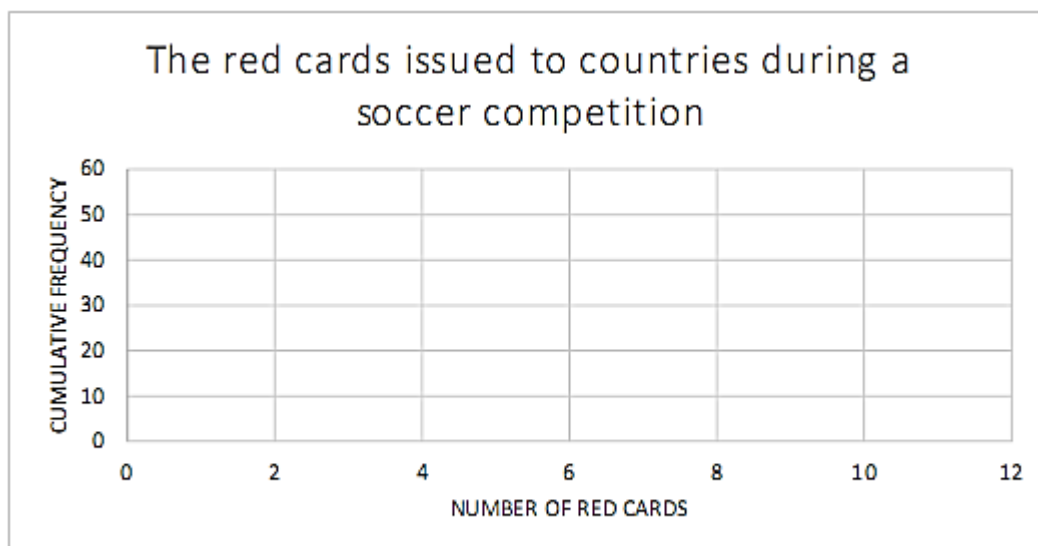 The red cards issued to countries during a
soccer competition
CUMULATIVE FREQUENCY
60
50
40
30
20
10
0
0 2 4 6 8 10 12
NUMBER OF RED CARDS